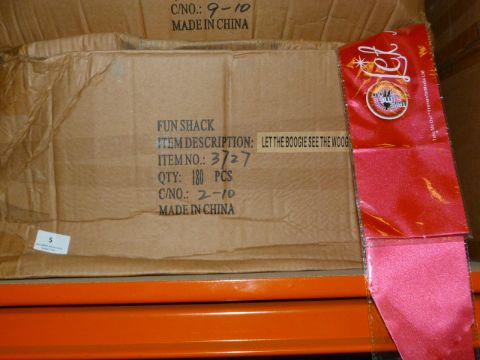 C/NO.: 9-10
MADE IN CHINA
FUN SHACK
ITEM DESCRIPTION: LET THE BOOGIE SEE THE WOOG
ITEM NO.: 3727
QTY: 180 PCS
C/NO.: 2-10
MADE IN CHINA
5
Let